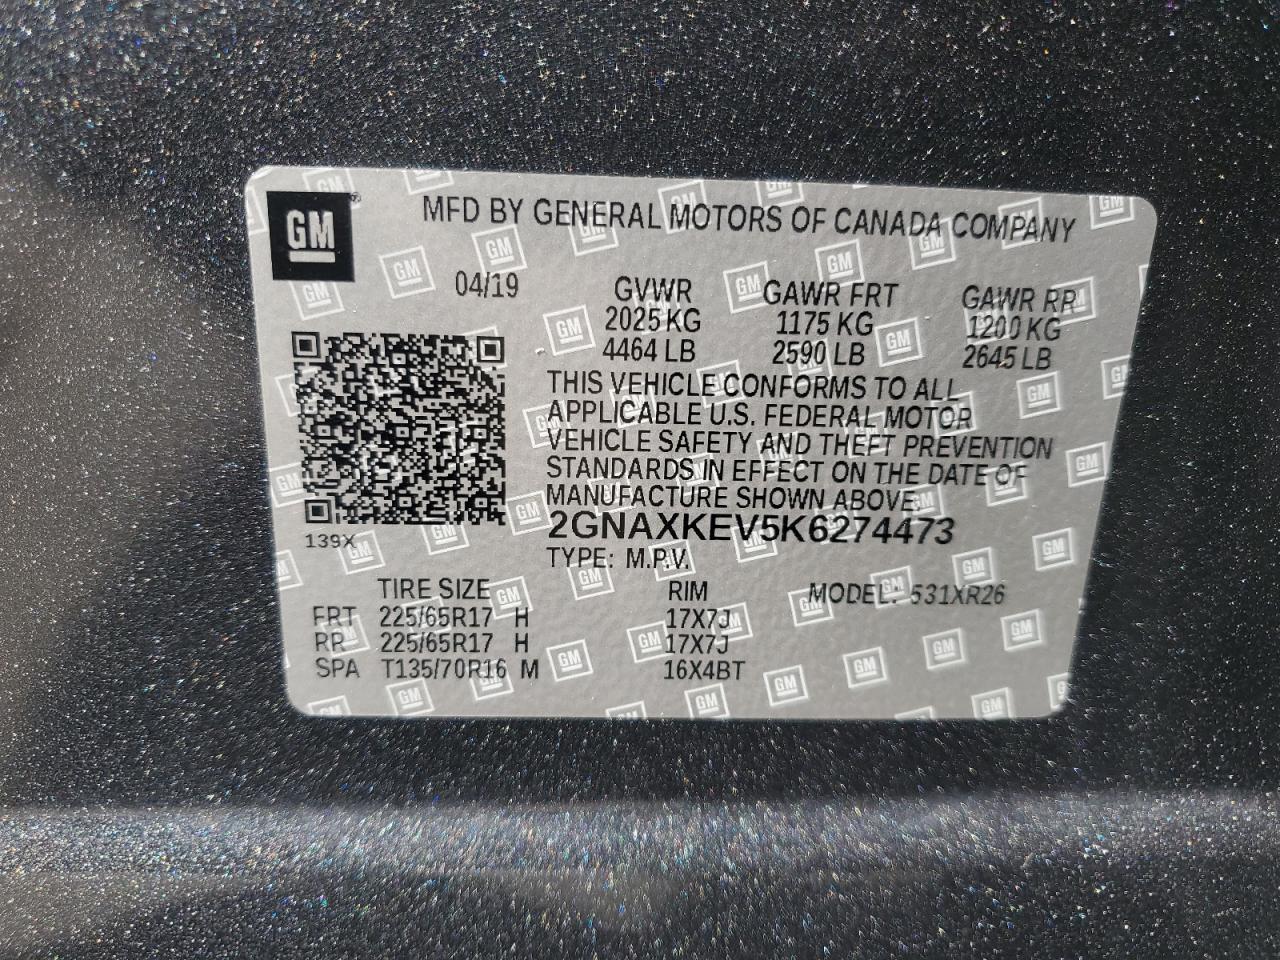 GM
MFD BY GENERAL MOTORS OF CANADA COMPANY
04/19 GVWR GAWR FRT GAWR RR
2025 KG 1175 KG 1200 KG
4464 LB 2590 LB 2645 LB
THIS VEHICLE CONFORMS TO ALL
APPLICABLE U.S. FEDERAL MOTOR
VEHICLE SAFETY AND THEFT PREVENTION
STANDARDS IN EFFECT ON THE DATE OF
MANUFACTURE SHOWN ABOVE.
2GNAXKEV5K6274473
139X
TYPE: M.P.V.
TIRE SIZE RIM MODEL: 531XR26
FRT 225/65R17 H 17X7J
RR 225/65R17 H 17X7J
SPA T135/70R16 M 16X4BT